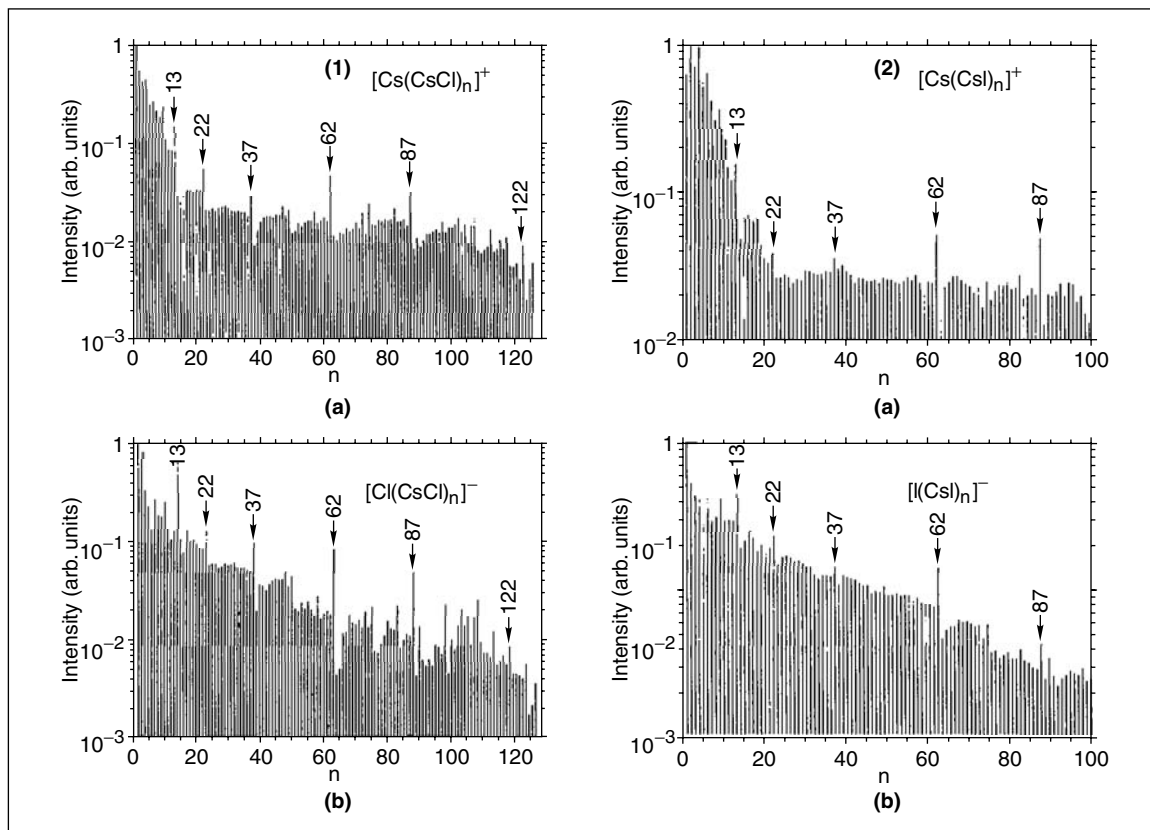 (1)
[Cs(CsCl)n]+
13
22
37
62
87
122
Intensity (arb. units)
1
10−1
10−2
10−3
0 20 40 60 80 100 120
n
(a)
(2)
[Cs(CsI)n]+
13
22
37
62
87
Intensity (arb. units)
1
10−1
10−2
0 20 40 60 80 100
n
(a)
[Cl(CsCl)n]−
13
22
37
62
87
122
Intensity (arb. units)
1
10−1
10−2
10−3
0 20 40 60 80 100 120
n
(b)
[I(CsI)n]−
13
22
37
62
87
Intensity (arb. units)
1
10−1
10−2
10−3
0 20 40 60 80 100
n
(b)